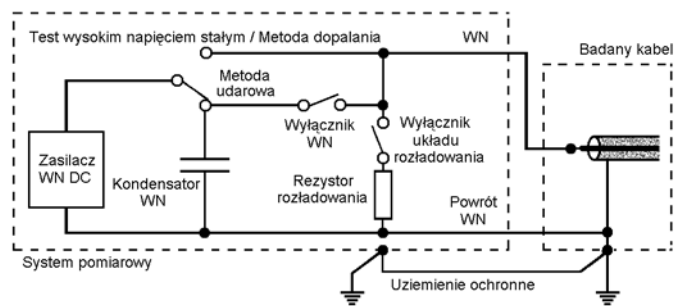 Test wysokim napięciem stałym / Metoda dopalania
WN
Badany kabel
Metoda
udarowa
Wyłącznik
WN
Wyłącznik
układu
rozładowania
Zasilacz
WN DC
Kondensator
WN
Rezystor
rozładowania
Powrót
WN
System pomiarowy
Uziemienie ochronne